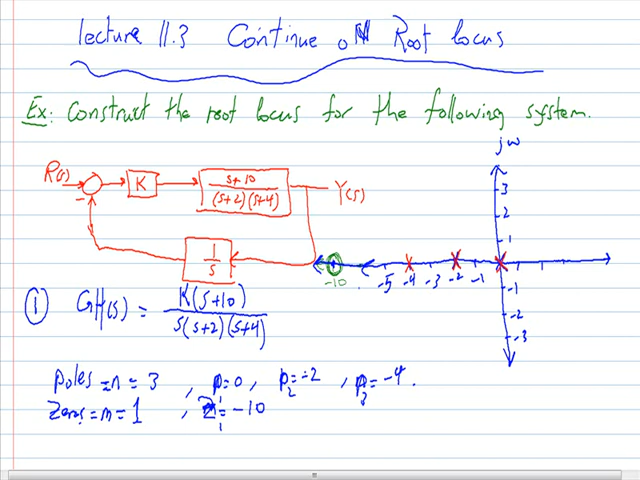 lecture 11.3 Continue on Root locus
Ex: Construct the root locus for the following system.
jw
R(s) K s+10 / (s+2)(s+4) Y(s)
-
1/s
3
2
1
-10 -5 -4 -3 -2 -1
-1
-2
-3
① GH(s) = K(s+10) / s(s+2)(s+4)
poles = n = 3 , p1=0 , p2=-2 , p3=-4 .
Zeros = m = 1 , Z1=-10